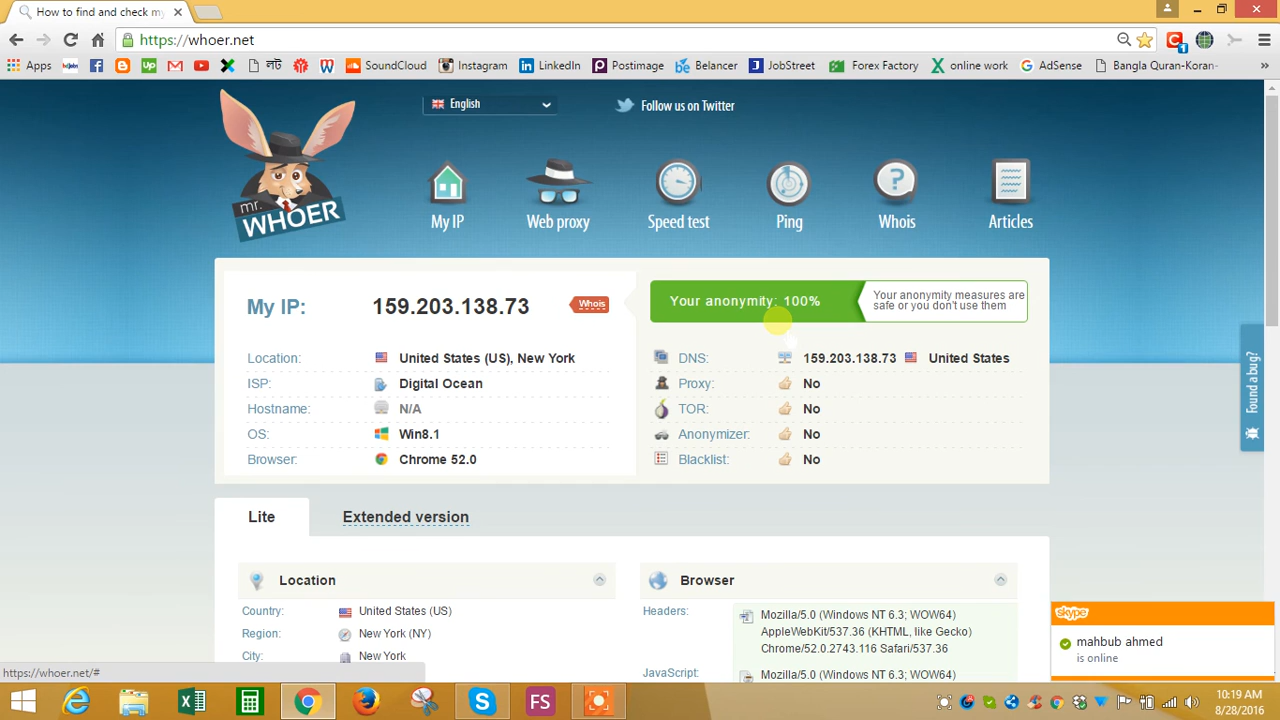 How to find and check my
https://whoer.net
Apps
UP
লট
SoundCloud
Instagram
LinkedIn
Postimage
Belancer
JobStreet
Forex Factory
online work
AdSense
Bangla Quran-Koran-
English
Follow us on Twitter
mr.
WHOER
My IP
Web proxy
Speed test
Ping
Whois
Articles
My IP:
159.203.138.73
Whois
Your anonymity: 100%
Your anonymity measures are
safe or you don't use them
Location:
United States (US), New York
DNS:
159.203.138.73
United States
ISP:
Digital Ocean
Proxy:
No
Hostname:
N/A
TOR:
No
OS:
Win8.1
Anonymizer:
No
Browser:
Chrome 52.0
Blacklist:
No
Found a bug?
Lite
Extended version
Location
Browser
Country:
United States (US)
Region:
New York (NY)
City:
New York
Headers:
Mozilla/5.0 (Windows NT 6.3; WOW64)
AppleWebKit/537.36 (KHTML, like Gecko)
Chrome/52.0.2743.116 Safari/537.36
JavaScript:
Mozilla/5.0 (Windows NT 6.3; WOW64)
skype
mahbub ahmed
is online
https://whoer.net/#
FS
10:19 AM
8/28/2016